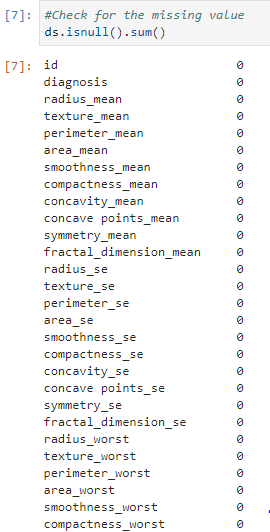 [7]: #Check for the missing value
ds.isnull().sum()
[7]: id 0
diagnosis 0
radius_mean 0
texture_mean 0
perimeter_mean 0
area_mean 0
smoothness_mean 0
compactness_mean 0
concavity_mean 0
concave points_mean 0
symmetry_mean 0
fractal_dimension_mean 0
radius_se 0
texture_se 0
perimeter_se 0
area_se 0
smoothness_se 0
compactness_se 0
concavity_se 0
concave points_se 0
symmetry_se 0
fractal_dimension_se 0
radius_worst 0
texture_worst 0
perimeter_worst 0
area_worst 0
smoothness_worst 0
compactness_worst 0